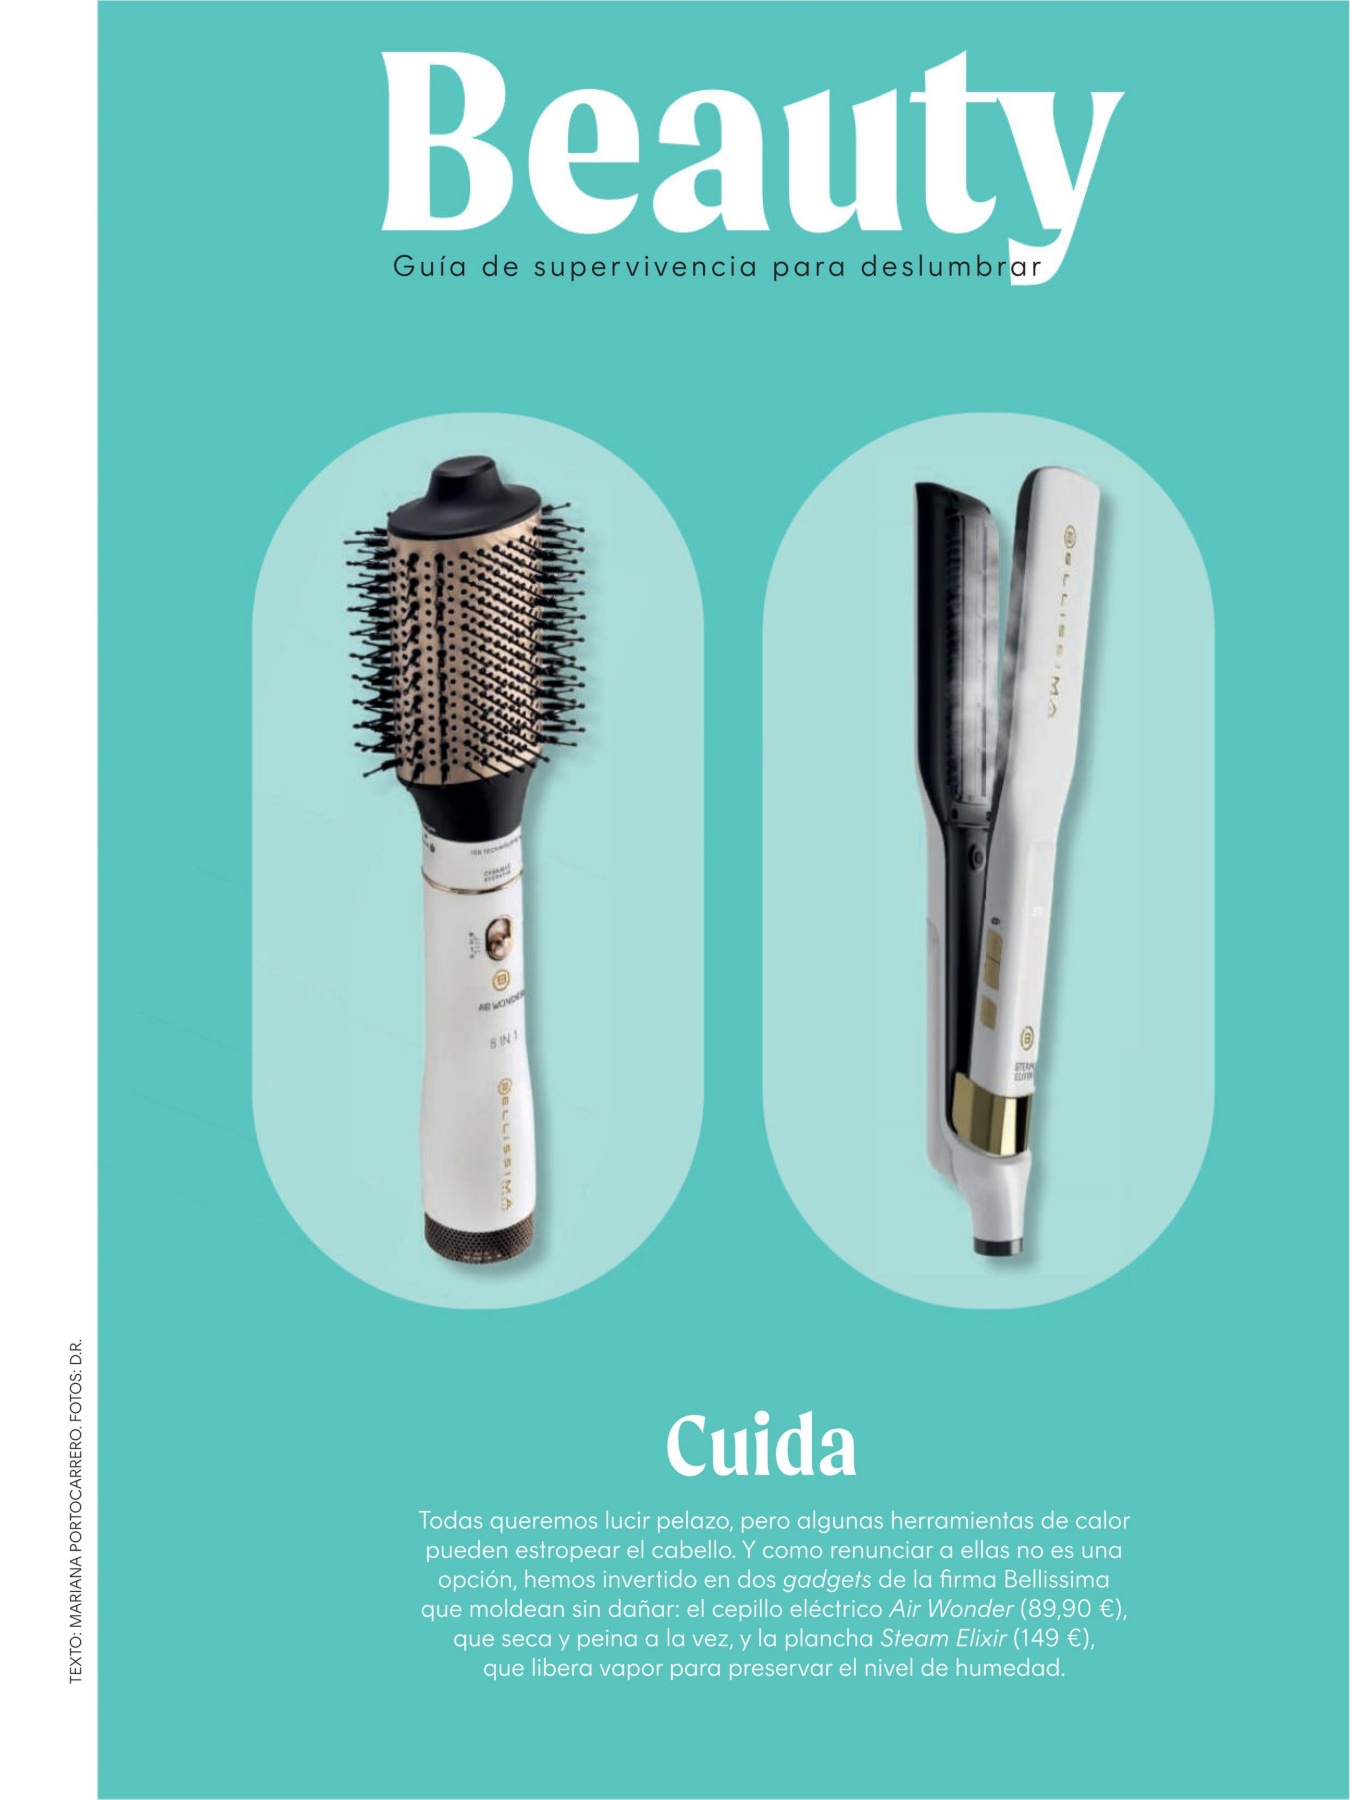 Beauty
Guía de supervivencia para deslumbrar
BELLISSIMA
CERAMIC
AIR WONDER
8 IN 1
BELLISSIMA
STEAM
ELIXIR
Cuida
Todas queremos lucir pelazo, pero algunas herramientas de calor
pueden estropear el cabello. Y como renunciar a ellas no es una
opción, hemos invertido en dos gadgets de la firma Bellissima
que moldean sin dañar: el cepillo eléctrico Air Wonder (89,90 €),
que seca y peina a la vez, y la plancha Steam Elixir (149 €),
que libera vapor para preservar el nivel de humedad.
TEXTO: MARIANA PORTOCARRERO. FOTOS: D.R.